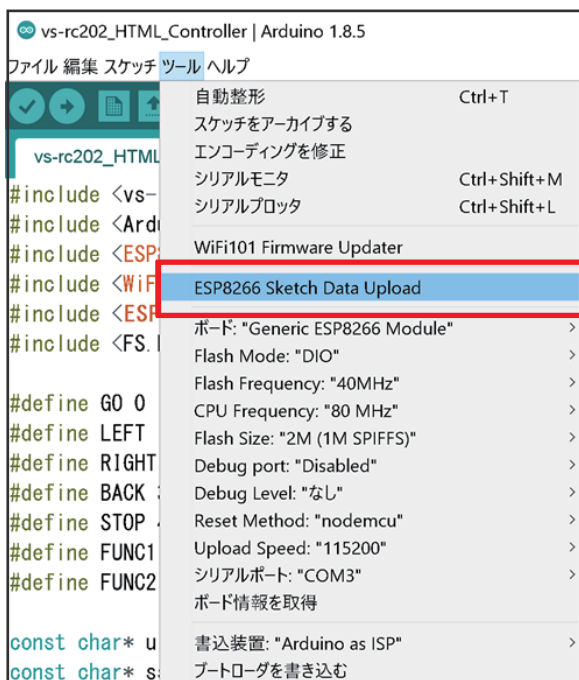 vs-rc202_HTML_Controller | Arduino 1.8.5
ファイル 編集 スケッチ ツール ヘルプ
自動整形 Ctrl+T
スケッチをアーカイブする
エンコーディングを修正
シリアルモニタ Ctrl+Shift+M
シリアルプロッタ Ctrl+Shift+L
WiFi101 Firmware Updater
ESP8266 Sketch Data Upload
ボード: "Generic ESP8266 Module"
Flash Mode: "DIO"
Flash Frequency: "40MHz"
CPU Frequency: "80 MHz"
Flash Size: "2M (1M SPIFFS)"
Debug port: "Disabled"
Debug Level: "なし"
Reset Method: "nodemcu"
Upload Speed: "115200"
シリアルポート: "COM3"
ボード情報を取得
書込装置: "Arduino as ISP"
ブートローダを書き込む
vs-rc202_HTML
#include <vs-
#include <Ard
#include <ESP
#include <WiF
#include <ESP
#include <FS.
#define GO 0
#define LEFT
#define RIGHT
#define BACK
#define STOP
#define FUNC1
#define FUNC2
const char* u
const char* s